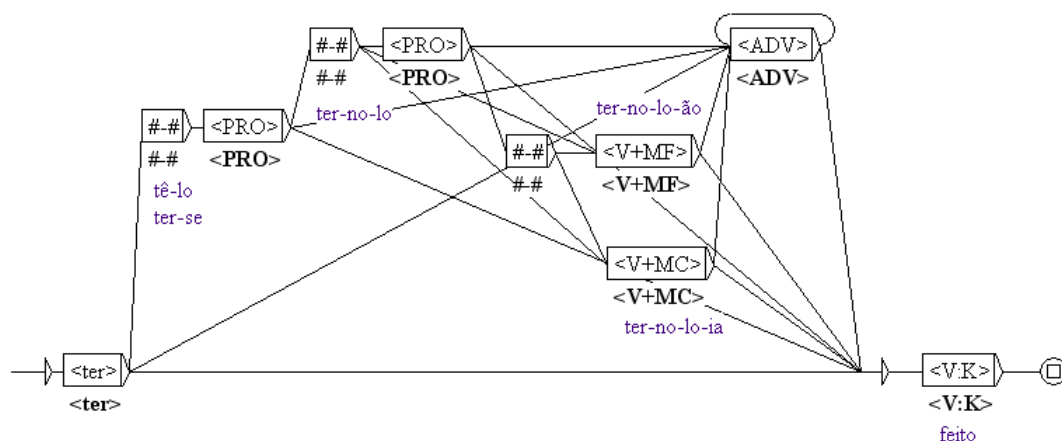 #-#
<PRO>
<ADV>
#-#
<PRO>
<ADV>
ter-no-lo
ter-no-lo-ão
#-#
<PRO>
#-#
<V+MF>
#-#
<PRO>
#-#
<V+MF>
tê-lo
ter-se
<V+MC>
<V+MC>
ter-no-lo-ia
<ter>
<V:K>
<ter>
<V:K>
feito